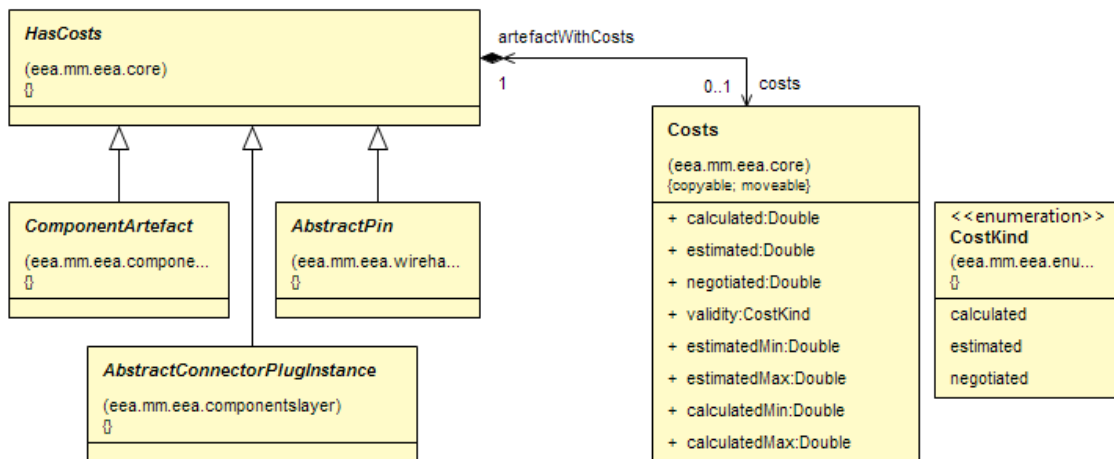 HasCosts
(eea.mm.eea.core)
{}
artefactWithCosts
1
0..1
costs
Costs
(eea.mm.eea.core)
{copyable; moveable}
+ calculated:Double
+ estimated:Double
+ negotiated:Double
+ validity:CostKind
+ estimatedMin:Double
+ estimatedMax:Double
+ calculatedMin:Double
+ calculatedMax:Double
<<enumeration>>
CostKind
(eea.mm.eea.enu...
{}
calculated
estimated
negotiated
ComponentArtefact
(eea.mm.eea.compone...
{}
AbstractPin
(eea.mm.eea.wireha...
{}
AbstractConnectorPlugInstance
(eea.mm.eea.componentslayer)
{}